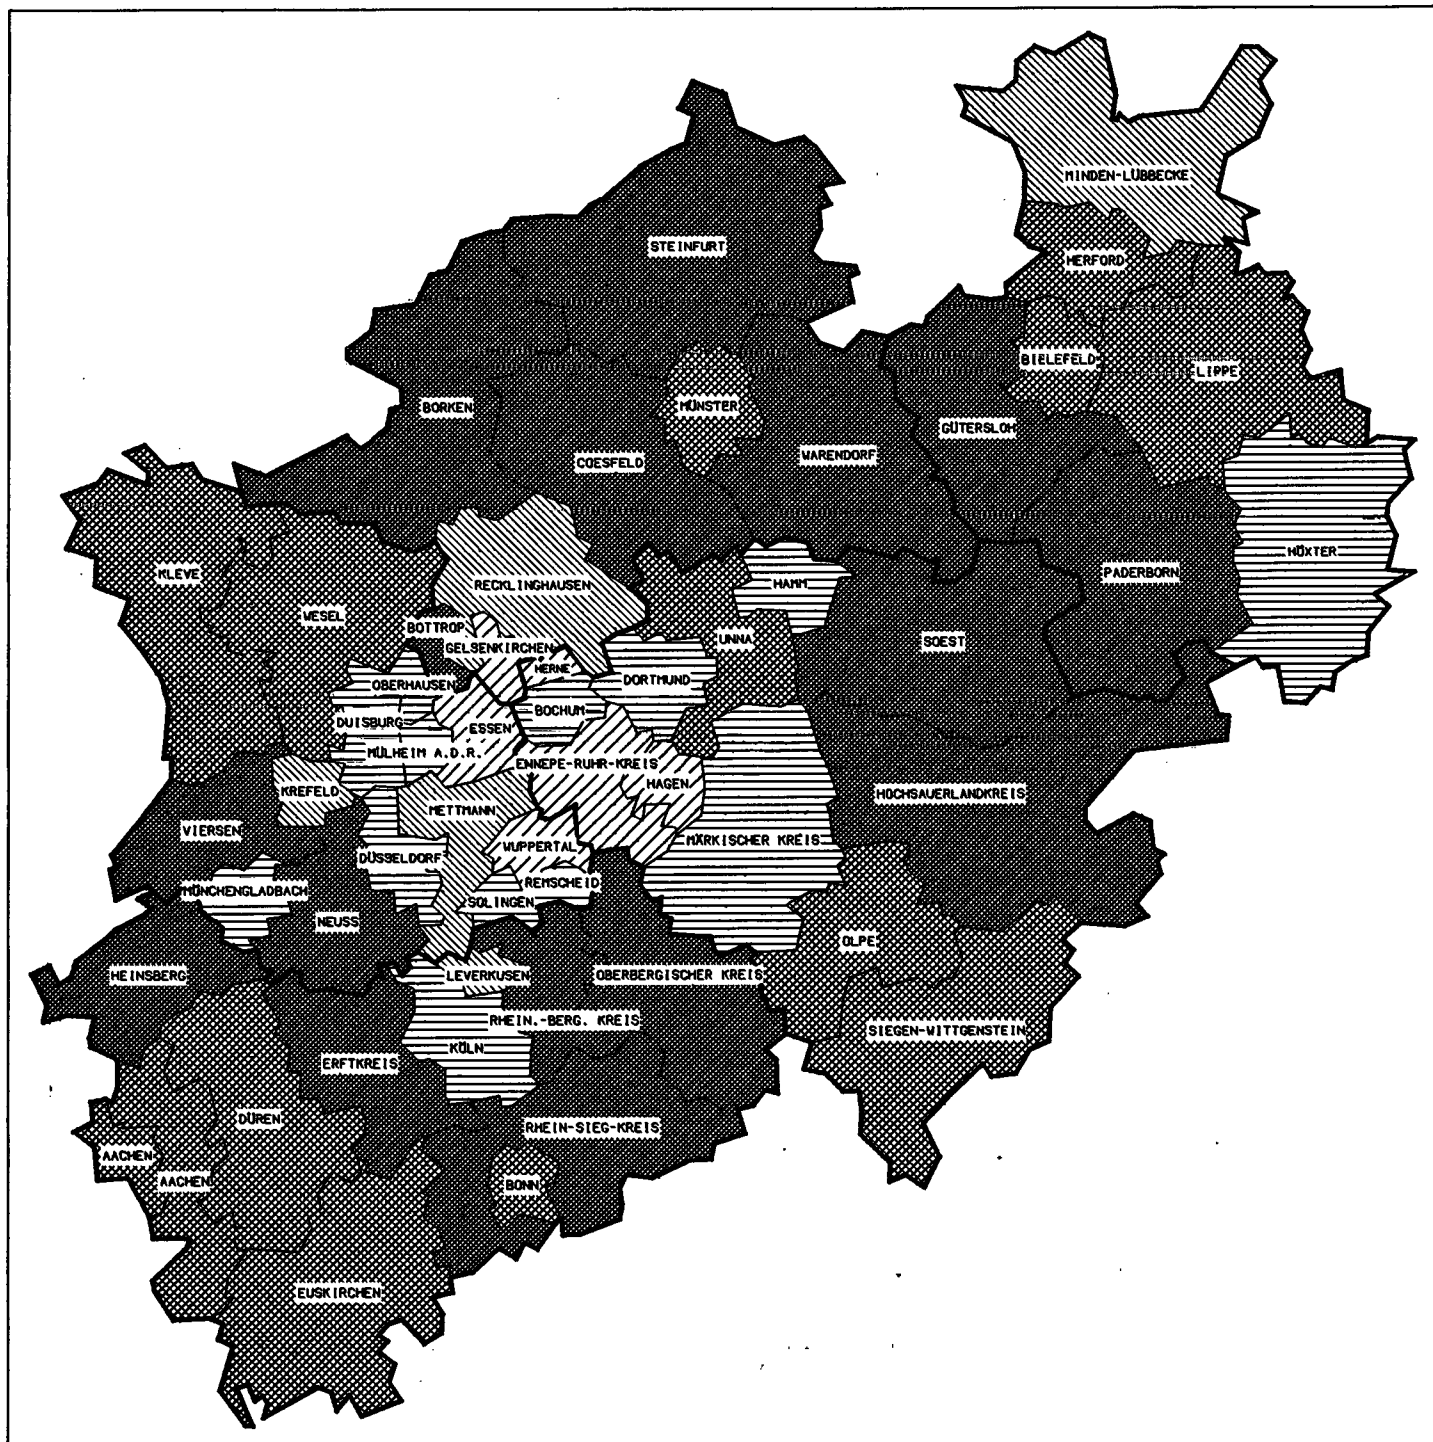 MINDEN-LÜBBECKE
STEINFURT
HERFORD
BIELEFELD
LIPPE
BORKEN
MÜNSTER
GÜTERSLOH
COESFELD
WARENDORF
HÖXTER
KLEVE
RECKLINGHAUSEN
HAMM
PADERBORN
WESEL
BOTTROP
UNNA
SOEST
GELSENKIRCHEN
HERNE
OBERHAUSEN
DORTMUND
DUISBURG
BOCHUM
ESSEN
MÜLHEIM A.D.R.
ENNEPE-RUHR-KREIS
KREFELD
HAGEN
HOCHSAUERLANDKREIS
METTMANN
VIERSEN
DÜSSELDORF
WUPPERTAL
MÄRKISCHER KREIS
MÜNCHENGLADBACH
REMSCHEID
SOLINGEN
NEUSS
OLPE
HEINSBERG
LEVERKUSEN
OBERBERGISCHER KREIS
RHEIN.-BERG. KREIS
SIEGEN-WITTGENSTEIN
KÖLN
ERFTKREIS
DÜREN
RHEIN-SIEG-KREIS
AACHEN
AACHEN
BONN
EUSKIRCHEN